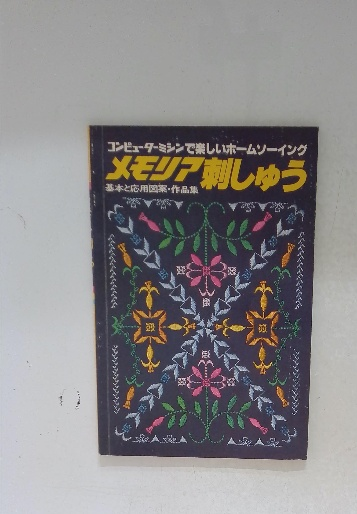 コンピューターミシンで楽しいホームソーイング
メモリア刺しゅう
基本と応用図案・作品集